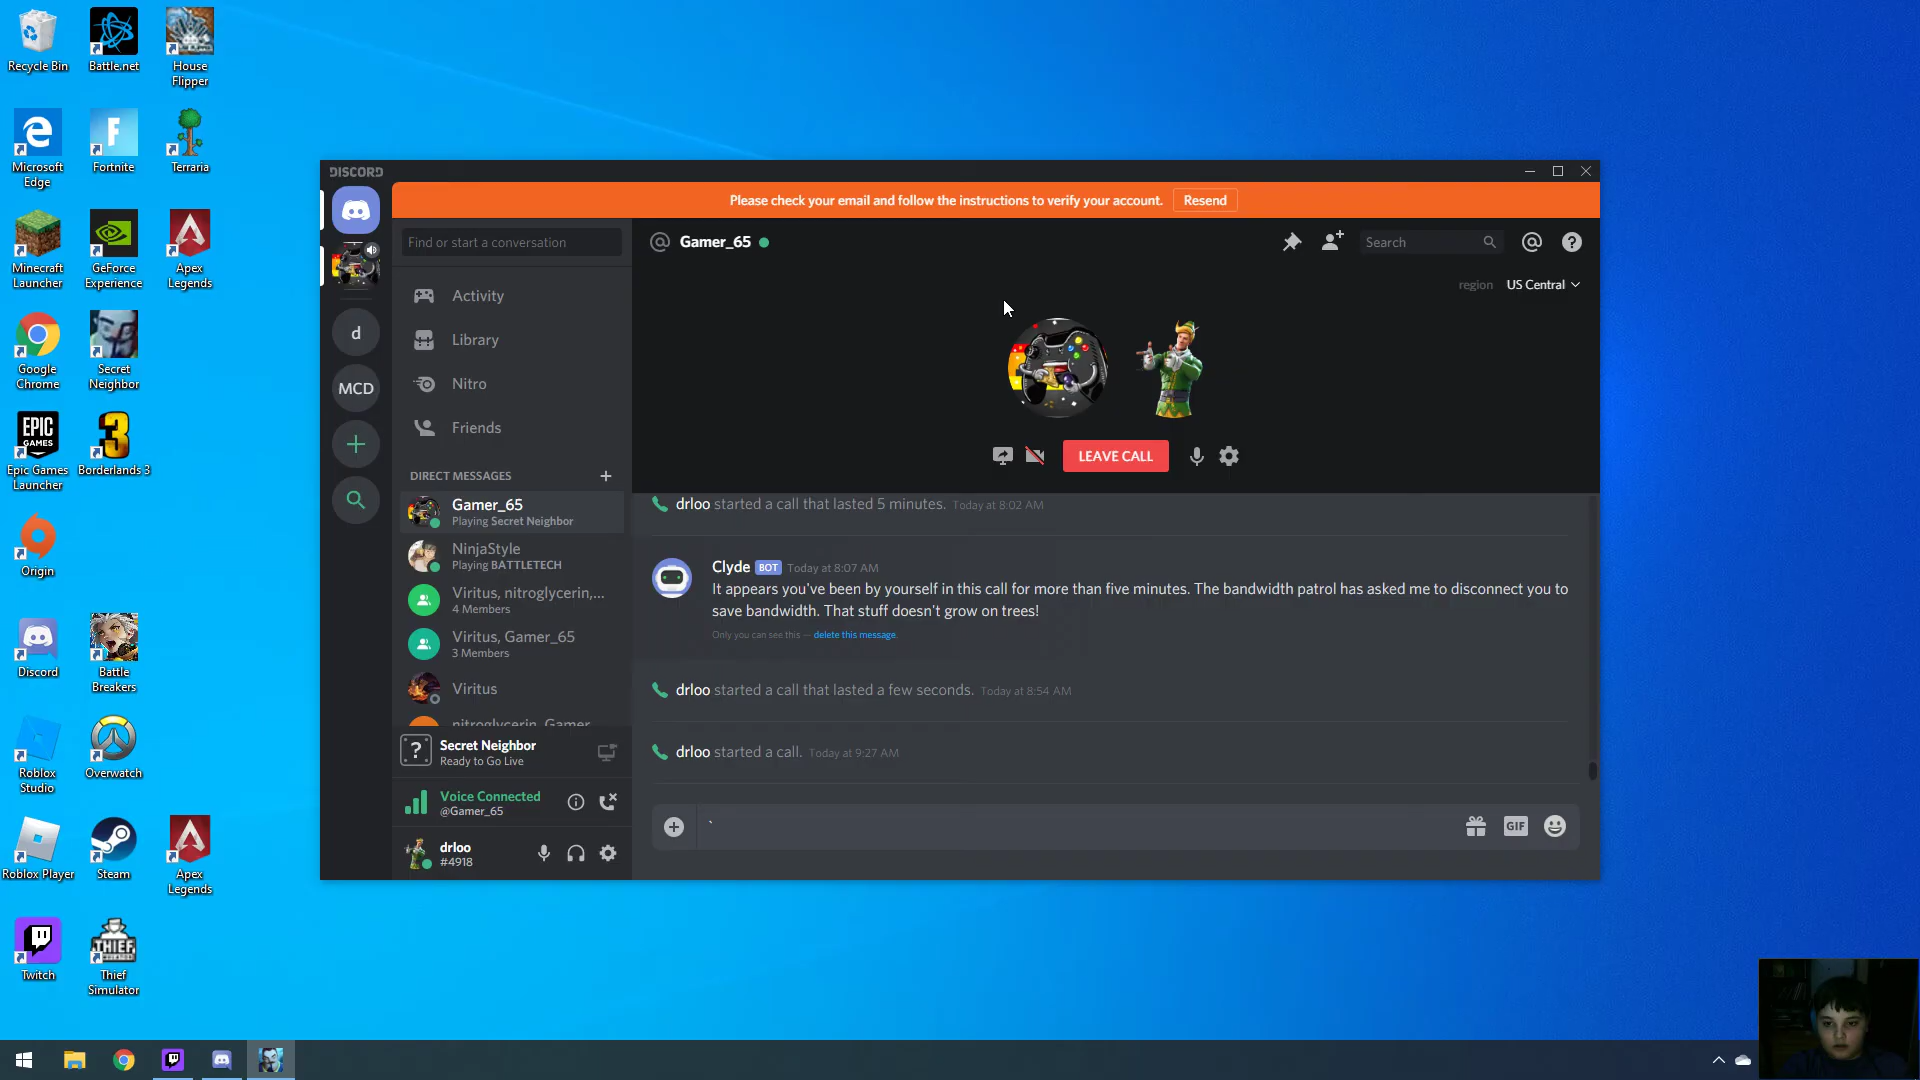 Recycle Bin
Battle.net
House
Flipper
Microsoft
Edge
Fortnite
Terraria
Minecraft
Launcher
GeForce
Experience
Apex
Legends
Google
Chrome
Secret
Neighbor
EPIC
GAMES
Epic Games
Launcher
3
Borderlands 3
Origin
Discord
Battle
Breakers
Roblox
Studio
Overwatch
Roblox Player
Steam
Apex
Legends
Twitch
THIEF
Thief
Simulator
DISCORD
Please check your email and follow the instructions to verify your account.
Resend
d
MCD
Find or start a conversation
Activity
Library
Nitro
Friends
DIRECT MESSAGES
Gamer_65
Playing Secret Neighbor
NinjaStyle
Playing BATTLETECH
Viritus, nitroglycerin,...
4 Members
Viritus, Gamer_65
3 Members
Viritus
nitroglycerin, Gamer
Secret Neighbor
Ready to Go Live
Voice Connected
@Gamer_65
drloo
#4918
@ Gamer_65
Search
region US Central
LEAVE CALL
drloo started a call that lasted 5 minutes. Today at 8:02 AM
Clyde BOT Today at 8:07 AM
It appears you've been by yourself in this call for more than five minutes. The bandwidth patrol has asked me to disconnect you to
save bandwidth. That stuff doesn't grow on trees!
Only you can see this — delete this message.
drloo started a call that lasted a few seconds. Today at 8:54 AM
drloo started a call. Today at 9:27 AM
`
GIF